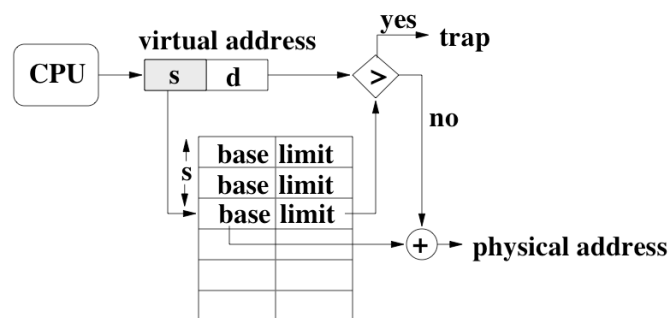 yes
trap
virtual address
CPU
s d
>
no
s
base limit
base limit
base limit
+
physical address